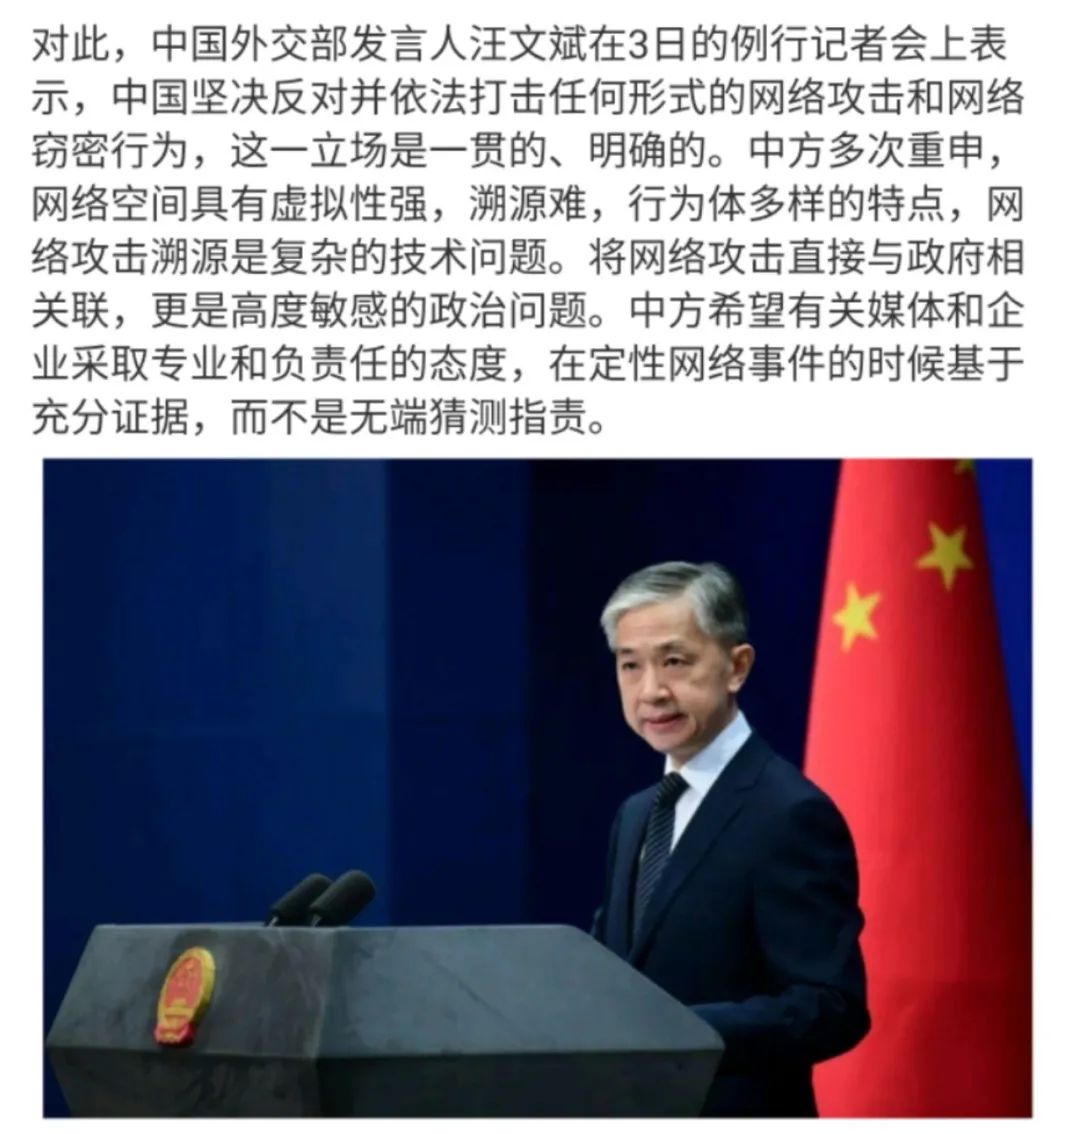 对此，中国外交部发言人汪文斌在3日的例行记者会上表
示，中国坚决反对并依法打击任何形式的网络攻击和网络
窃密行为，这一立场是一贯的、明确的。中方多次重申，
网络空间具有虚拟性强，溯源难，行为体多样的特点，网
络攻击溯源是复杂的技术问题。将网络攻击直接与政府相
关联，更是高度敏感的政治问题。中方希望有关媒体和企
业采取专业和负责任的态度，在定性网络事件的时候基于
充分证据，而不是无端猜测指责。